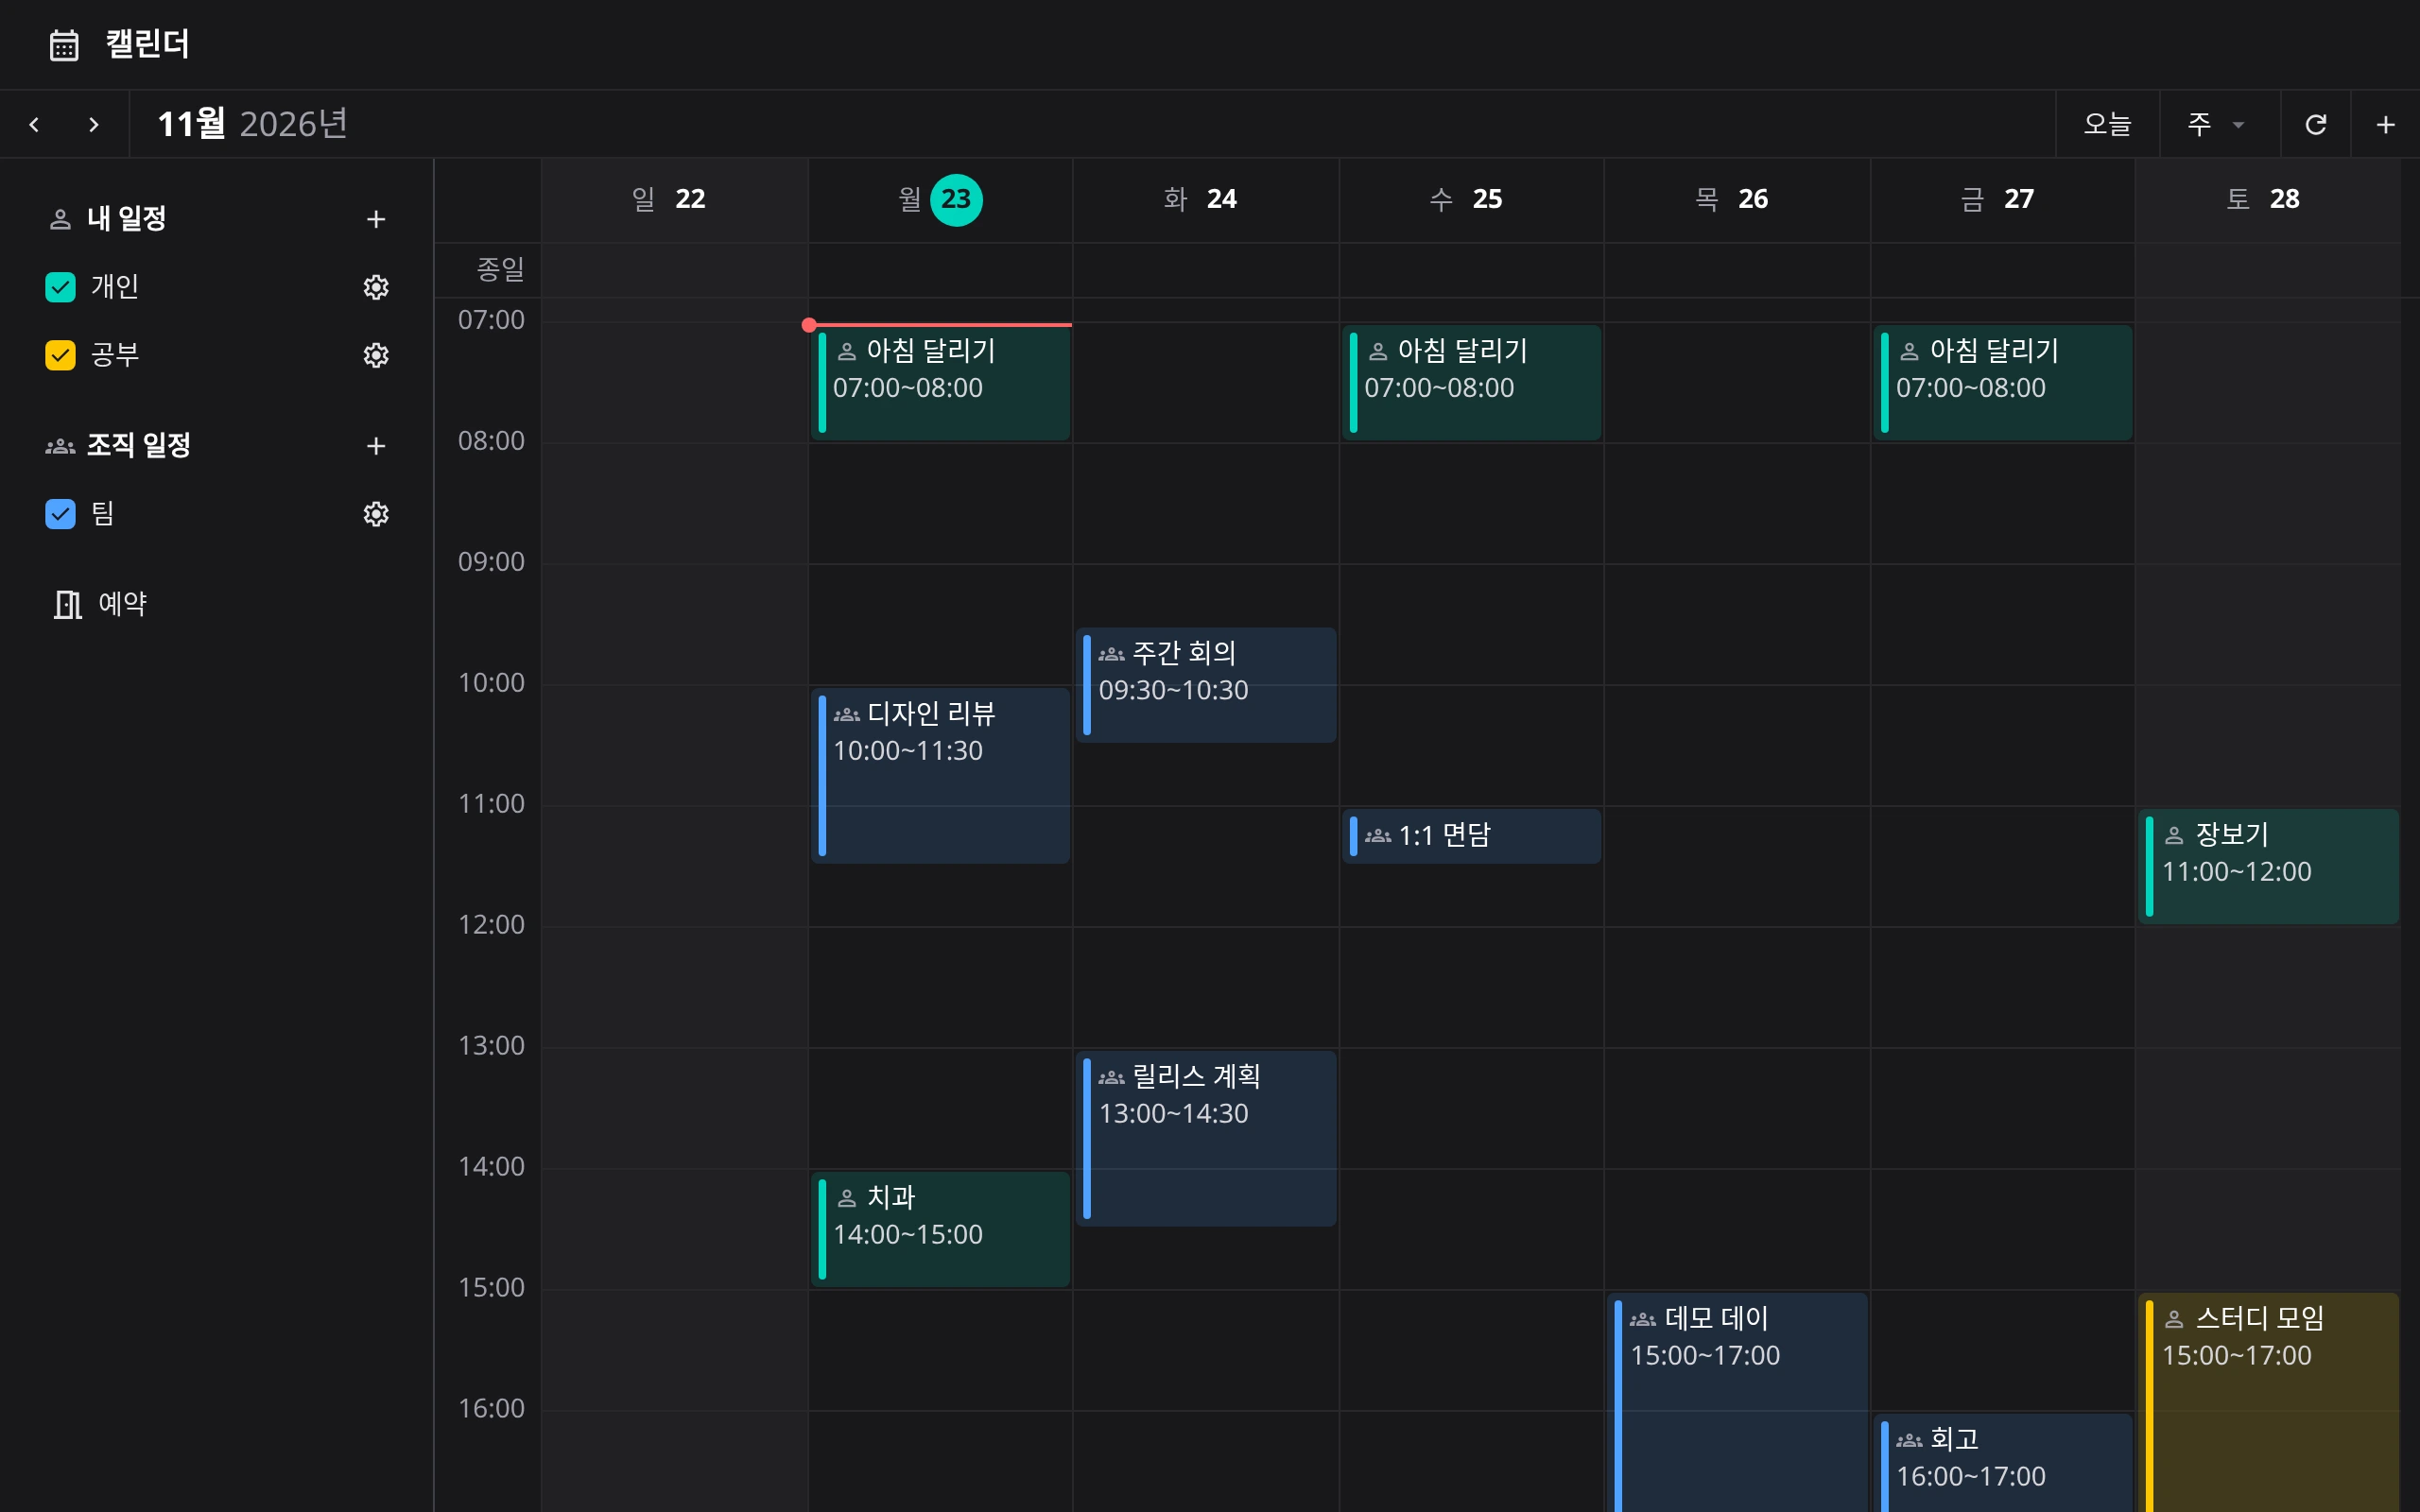 캘린더
11월 2026년
오늘
주
내 일정
개인
공부
조직 일정
팀
예약
일 22
월 23
화 24
수 25
목 26
금 27
토 28
종일
07:00
08:00
09:00
10:00
11:00
12:00
13:00
14:00
15:00
16:00
아침 달리기
07:00~08:00
디자인 리뷰
10:00~11:30
치과
14:00~15:00
주간 회의
09:30~10:30
릴리스 계획
13:00~14:30
아침 달리기
07:00~08:00
1:1 면담
데모 데이
15:00~17:00
아침 달리기
07:00~08:00
회고
16:00~17:00
장보기
11:00~12:00
스터디 모임
15:00~17:00